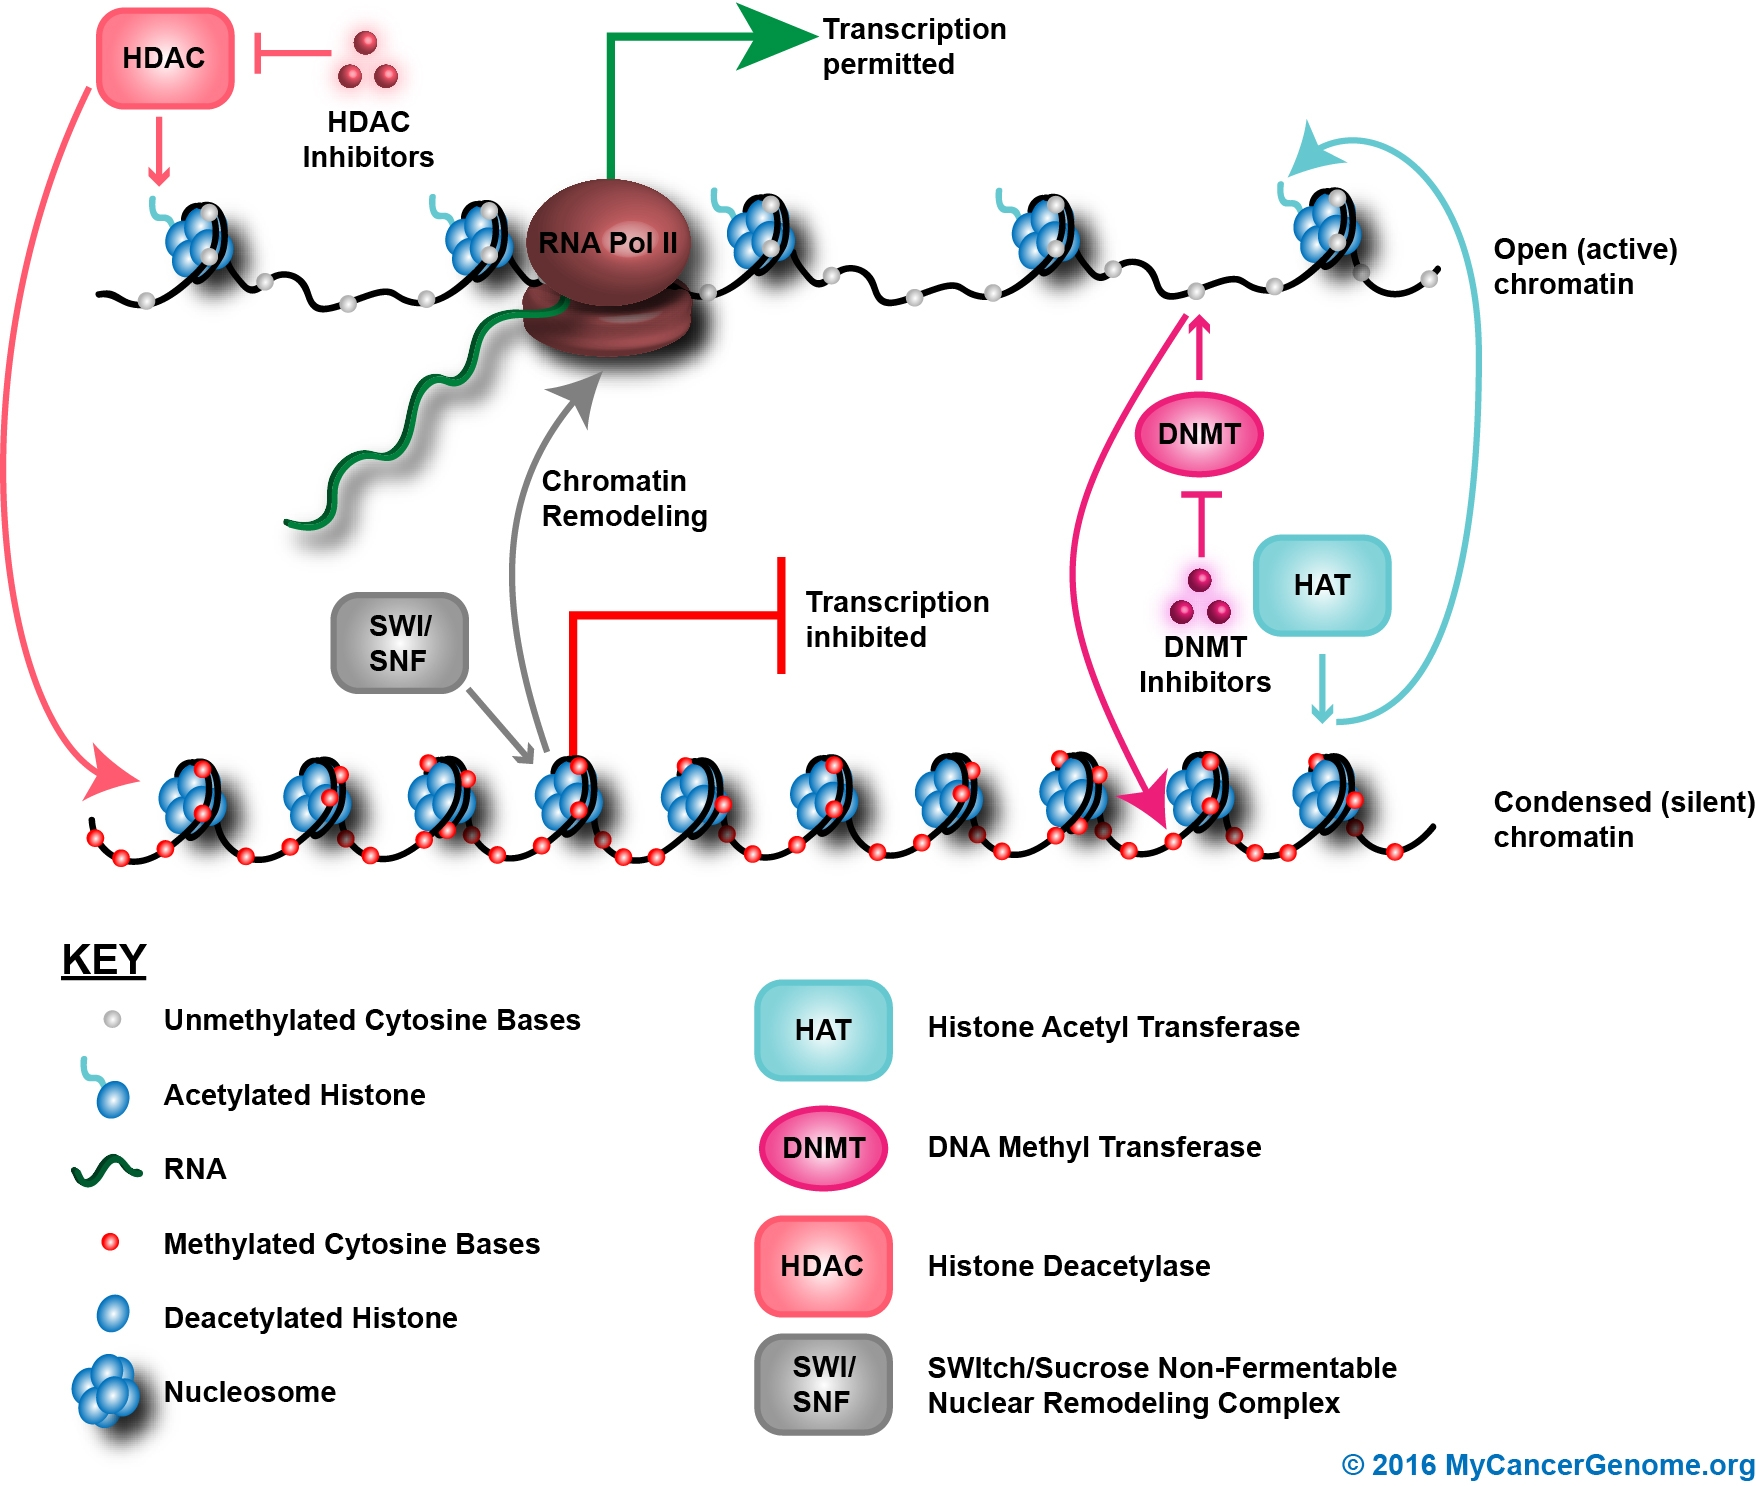 HDAC
HDAC
Inhibitors
Transcription
permitted
RNA Pol II
Open (active)
chromatin
DNMT
Chromatin
Remodeling
HAT
DNMT
Inhibitors
SWI/
SNF
Transcription
inhibited
Condensed (silent)
chromatin
KEY
Unmethylated Cytosine Bases
Acetylated Histone
RNA
Methylated Cytosine Bases
Deacetylated Histone
Nucleosome
HAT
Histone Acetyl Transferase
DNMT
DNA Methyl Transferase
HDAC
Histone Deacetylase
SWI/
SNF
SWItch/Sucrose Non-Fermentable
Nuclear Remodeling Complex
© 2016 MyCancerGenome.org